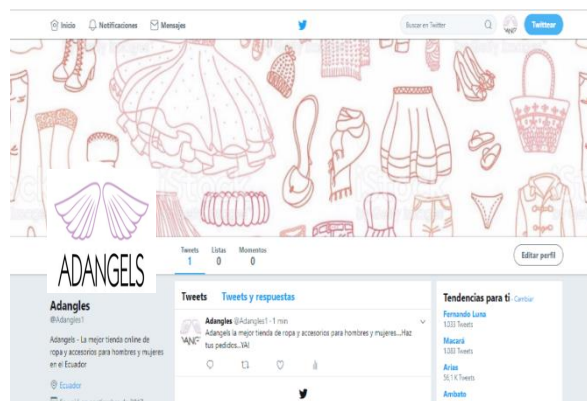 Inicio Notificaciones Mensajes
Buscar en Twitter
Twittear
iStock
ADANGELS
Tweets Listas Momentos
1 0 0
Editar perfil
Adangles
@Adangles1
Adangels - La mejor tienda online de
ropa y accesorios para hombres y mujeres
en el Ecuador
Ecuador
Tweets Tweets y respuestas
Adangles @Adangles1 · 1 min
Adangels la mejor tienda de ropa y accesorios para hombres y mujeres...Haz
tus pedidos...YA!
Tendencias para ti · Cambiar
Fernando Luna
1.033 Tweets
Macará
1.083 Tweets
Arias
56,1 K Tweets
Ambato